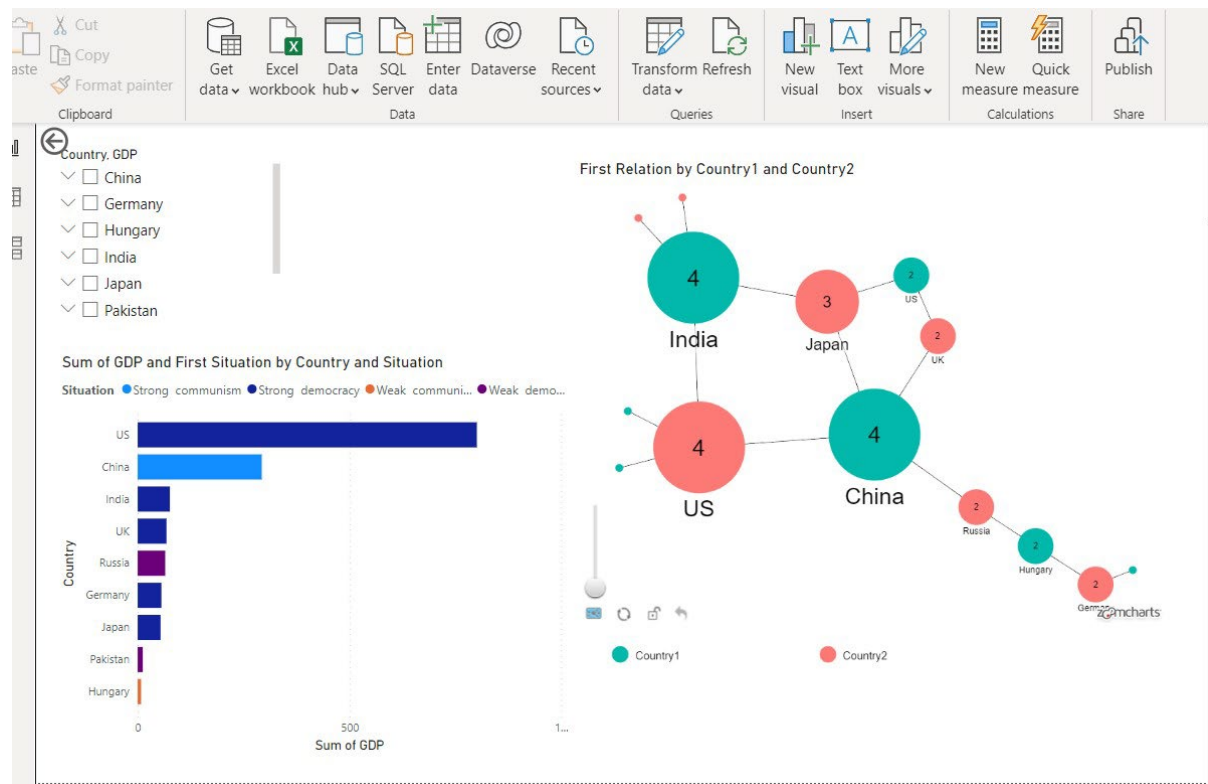 Cut
Copy
aste
Format painter
Clipboard
Get data
Excel workbook
Data hub
SQL Server
Enter data
Dataverse
Recent sources
Data
Transform data
Refresh
Queries
New visual
Text box
More visuals
Insert
New measure
Quick measure
Calculations
Publish
Share
Country, GDP
China
Germany
Hungary
India
Japan
Pakistan
Sum of GDP and First Situation by Country and Situation
Situation Strong communism Strong democracy Weak communi... Weak demo...
Country
US
China
India
UK
Russia
Germany
Japan
Pakistan
Hungary
0 500 1...
Sum of GDP
First Relation by Country1 and Country2
4
India
3
Japan
2
US
2
UK
4
US
4
China
2
Russia
2
Hungary
2
zoomcharts
Country1 Country2